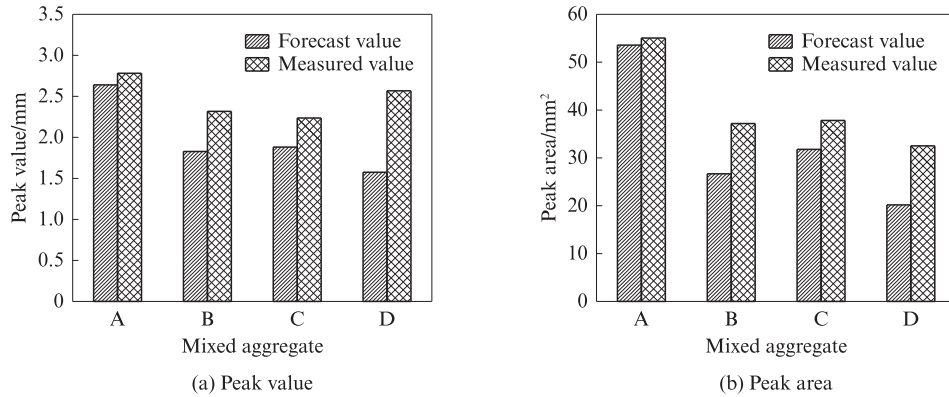 3.5
3.0
2.5
2.0
1.5
1.0
0.5
0
Peak value/mm
Forecast value
Measured value
A B C D
Mixed aggregate
(a) Peak value
60
50
40
30
20
10
0
Peak area/mm²
Forecast value
Measured value
A B C D
Mixed aggregate
(b) Peak area